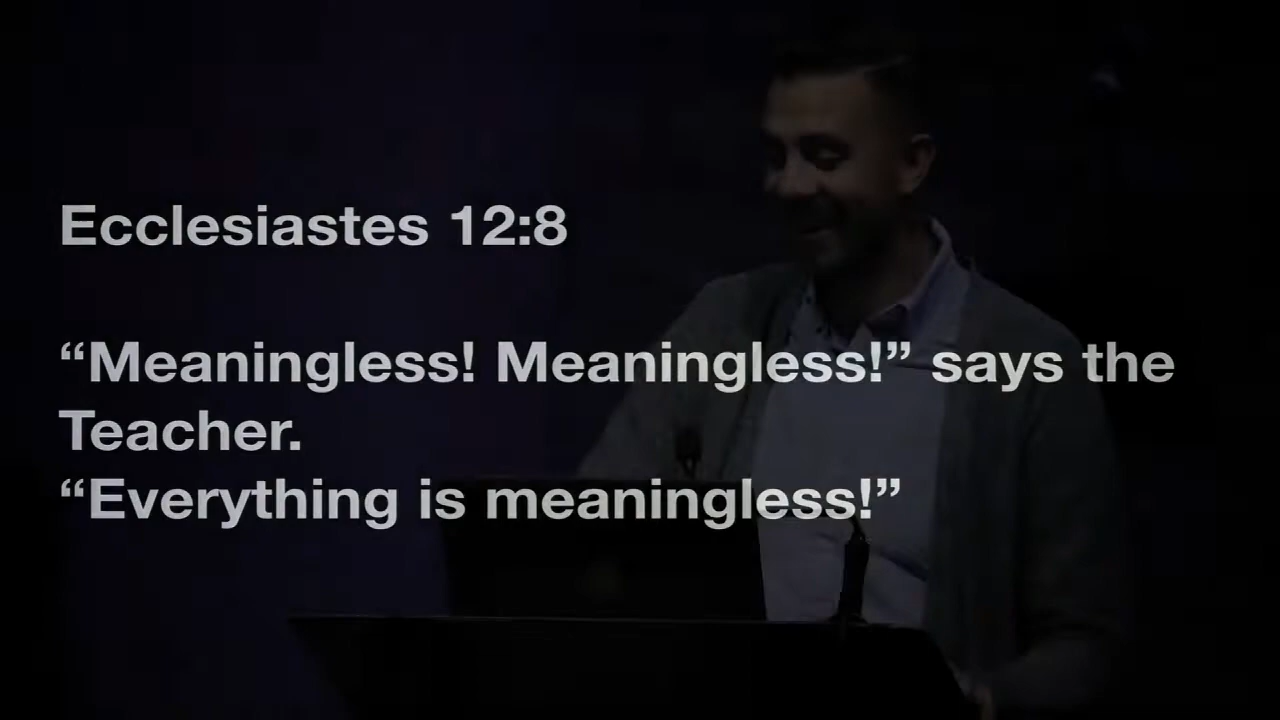 Ecclesiastes 12:8
“Meaningless! Meaningless!” says the
Teacher.
“Everything is meaningless!”